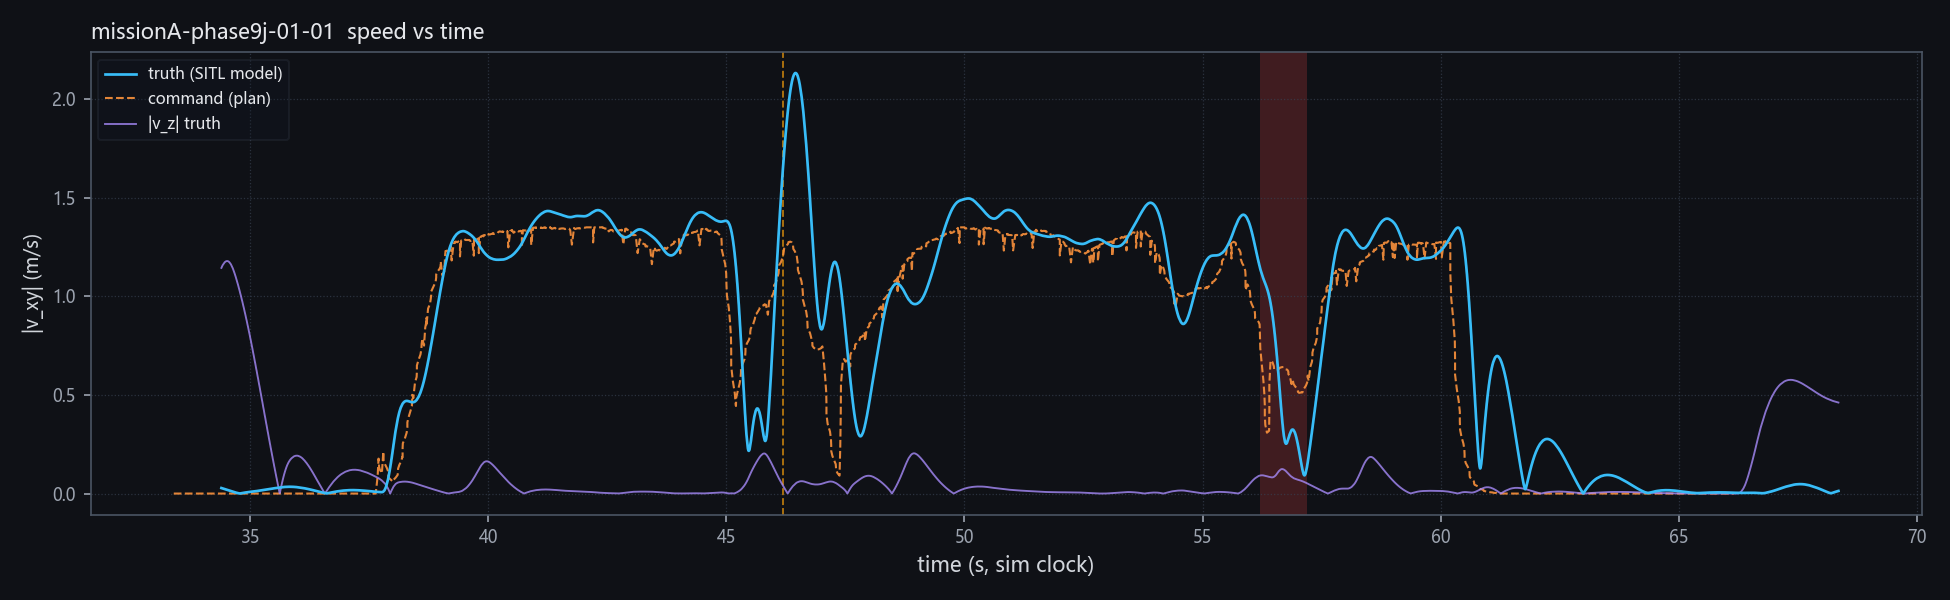 missionA-phase9j-01-01 speed vs time
truth (SITL model)
command (plan)
|v_z| truth
|v_xy| (m/s)
2.0
1.5
1.0
0.5
0.0
35 40 45 50 55 60 65 70
time (s, sim clock)